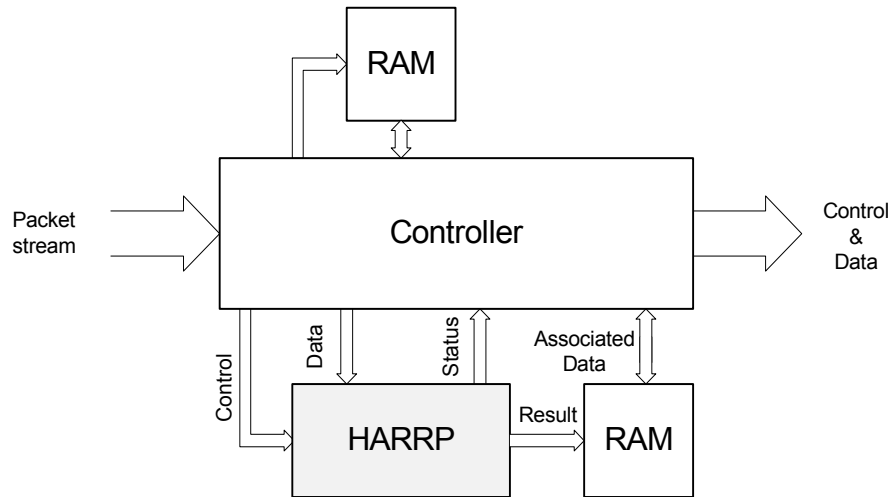 RAM
Packet
stream
Controller
Control
&
Data
Control
Data
Status
Associated
Data
HARRP
Result
RAM